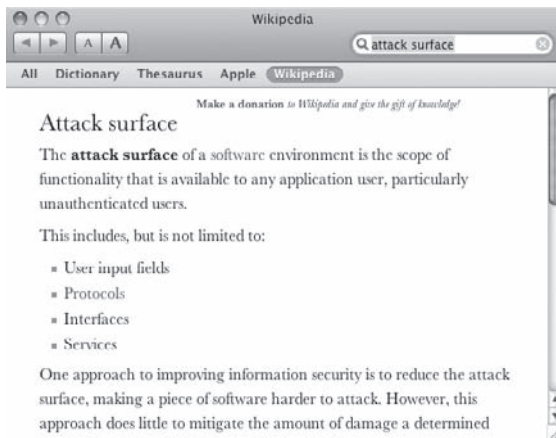 Wikipedia
A A
attack surface
All Dictionary Thesaurus Apple Wikipedia
Make a donation to Wikipedia and give the gift of knowledge!
Attack surface
The attack surface of a software environment is the scope of
functionality that is available to any application user, particularly
unauthenticated users.
This includes, but is not limited to:
User input fields
Protocols
Interfaces
Services
One approach to improving information security is to reduce the attack
surface, making a piece of software harder to attack. However, this
approach does little to mitigate the amount of damage a determined